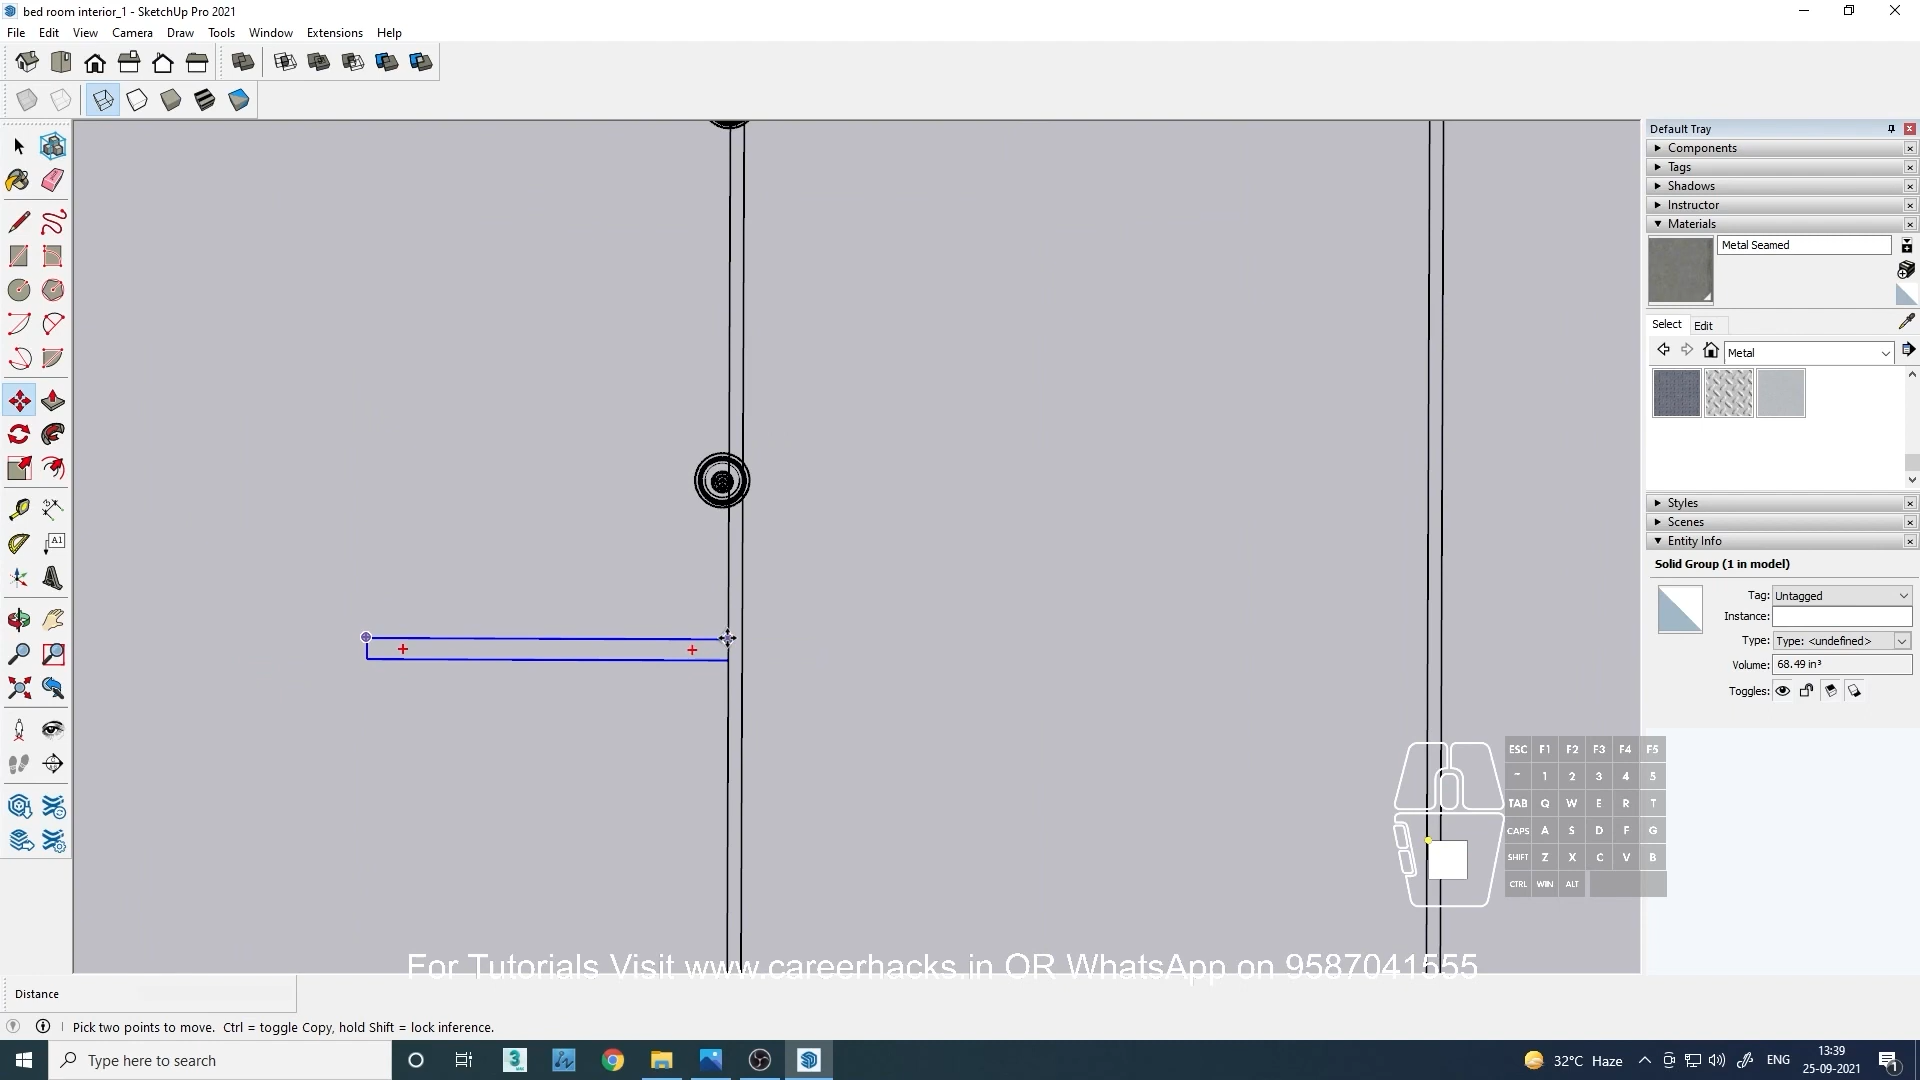 bed room interior_1 - SketchUp Pro 2021
File Edit View Camera Draw Tools Window Extensions Help
Default Tray
Components
Tags
Shadows
Instructor
Materials
Metal Seamed
Select Edit
Metal
A1
Styles
Scenes
Entity Info
Solid Group (1 in model)
Tag: Untagged
Instance:
Type: Type: <undefined>
Volume: 68.49 in³
Toggles:
ESC F1 F2 F3 F4 F5
~ 1 2 3 4 5
TAB Q W E R T
CAPS A S D F G
SHIFT Z X C V B
CTRL WIN ALT
For Tutorials Visit www.careerhacks.in OR WhatsApp on 9587041555
Distance
Pick two points to move. Ctrl = toggle Copy, hold Shift = lock inference.
Type here to search
3
32°C Haze
ENG
13:39
25-09-2021
1